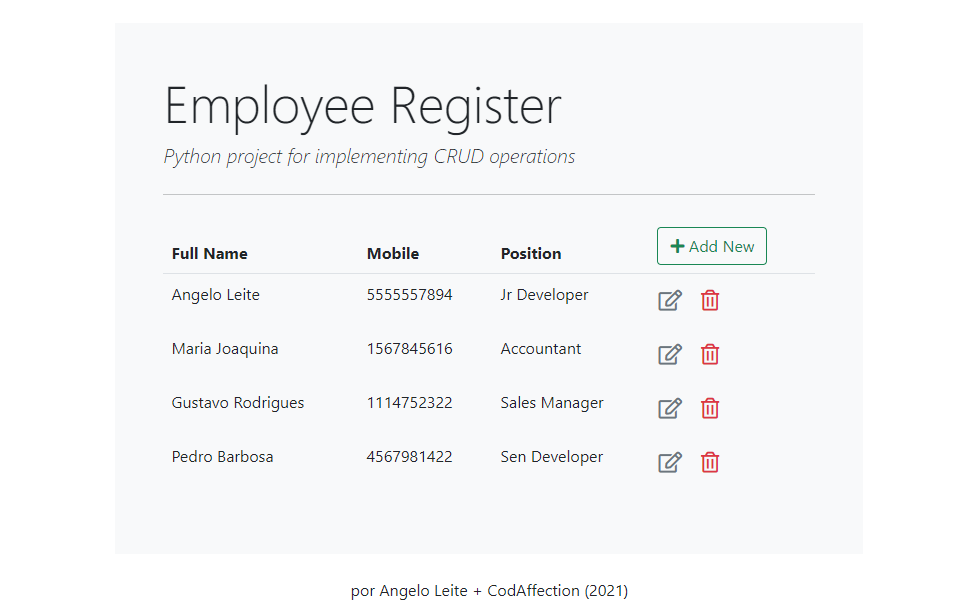 Employee Register
Python project for implementing CRUD operations
Full Name Mobile Position Add New
Angelo Leite 5555557894 Jr Developer
Maria Joaquina 1567845616 Accountant
Gustavo Rodrigues 1114752322 Sales Manager
Pedro Barbosa 4567981422 Sen Developer
por Angelo Leite + CodAffection (2021)